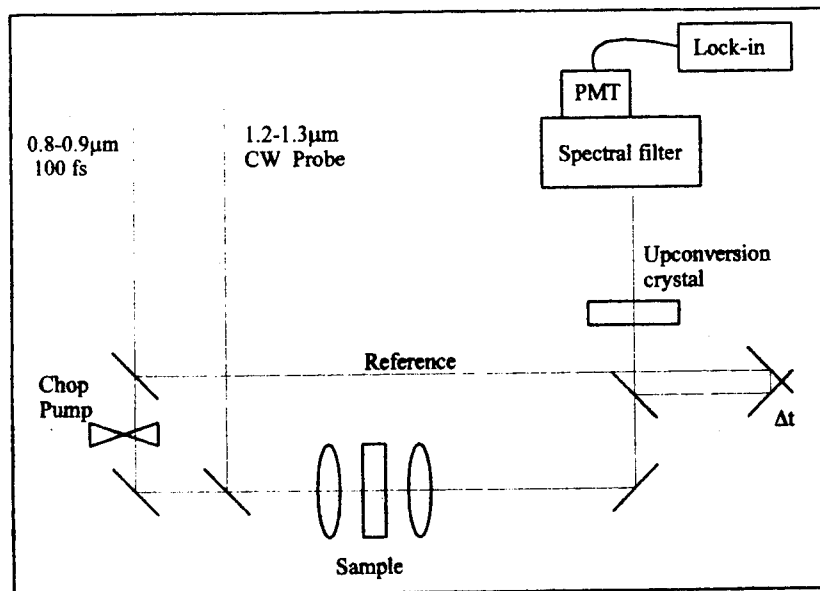 Lock-in
PMT
0.8-0.9μm
100 fs
1.2-1.3μm
CW Probe
Spectral filter
Upconversion
crystal
Reference
Chop
Pump
Δt
Sample